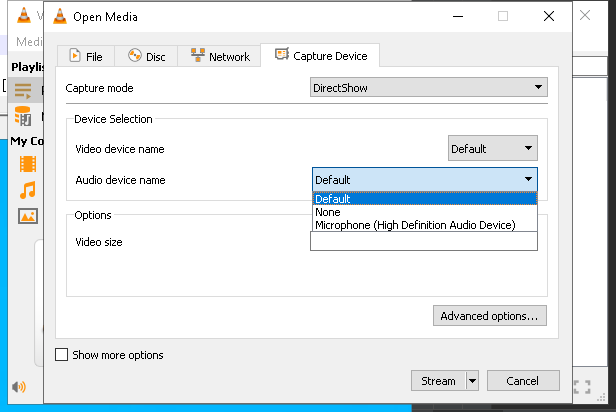 Open Media
Medi
File
Disc
Network
Capture Device
Playlis
Capture mode
DirectShow
Device Selection
My Co
Video device name
Default
Audio device name
Default
Default
None
Microphone (High Definition Audio Device)
Options
Video size
Advanced options...
Show more options
Stream
Cancel